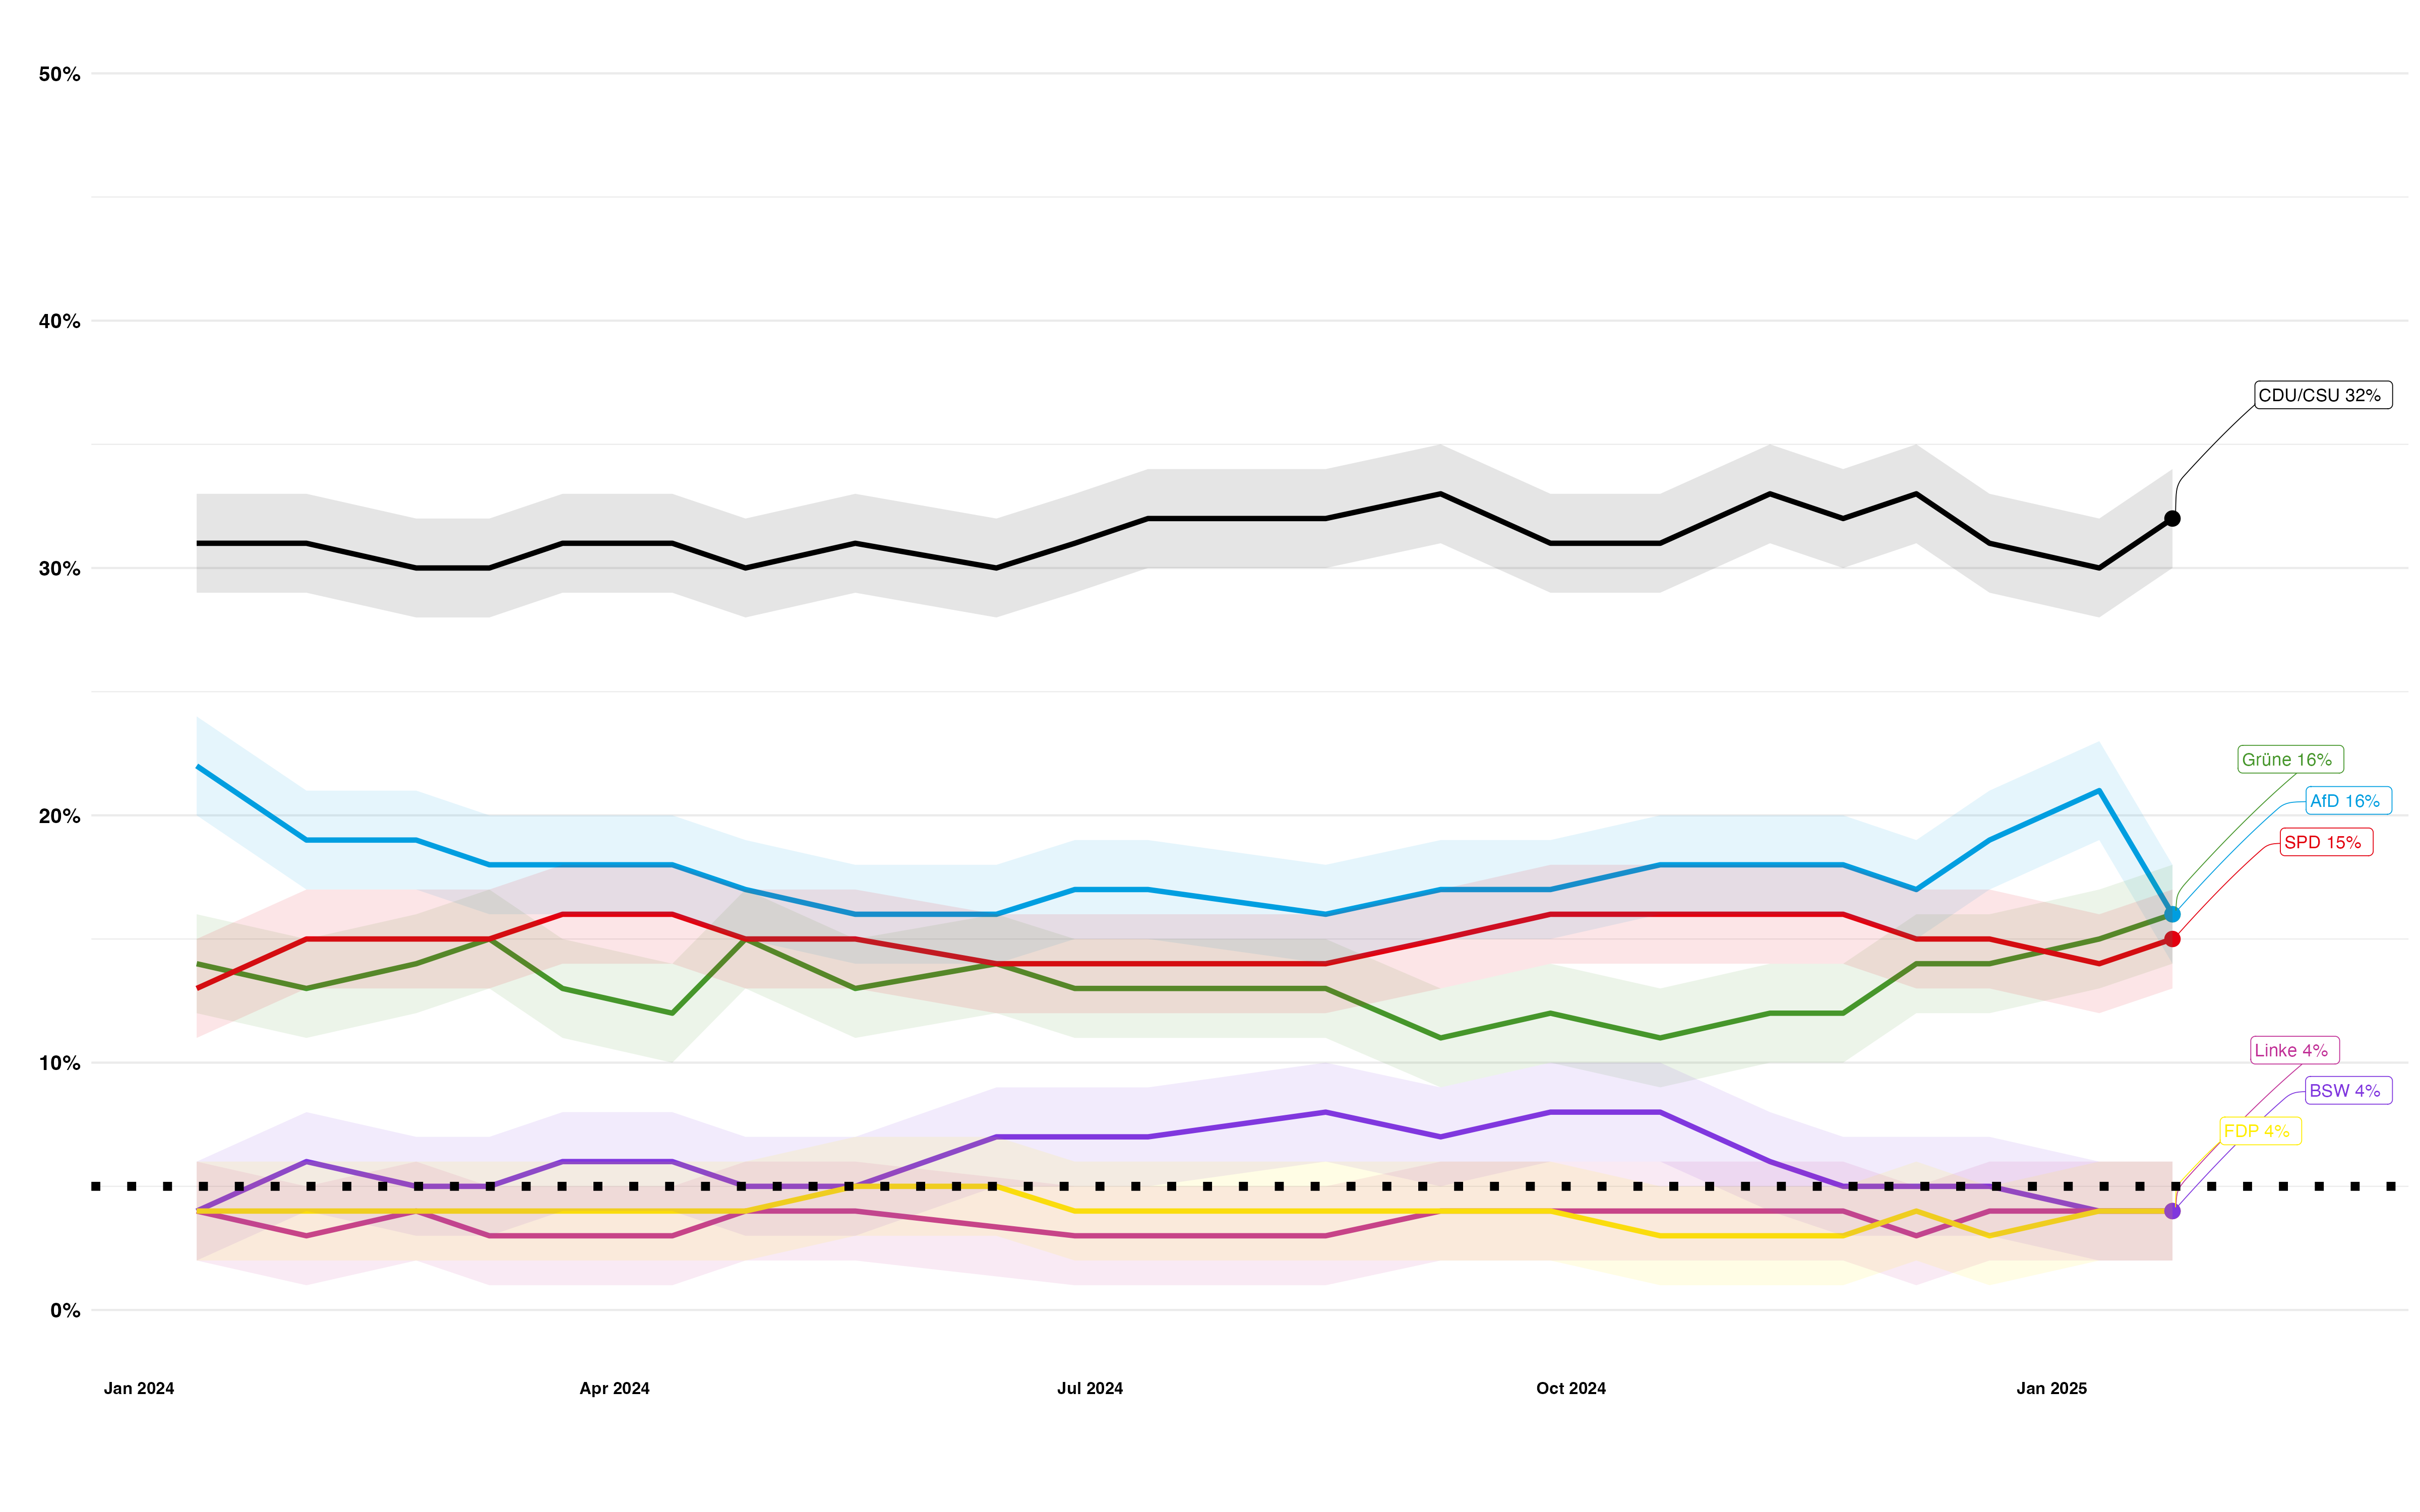 50%
40%
CDU/CSU 32%
30%
Grüne 16%
AfD 16%
20%
SPD 15%
Linke 4%
10%
BSW 4%
FDP 4%
0%
Jan 2024
Apr 2024
Jul 2024
Oct 2024
Jan 2025